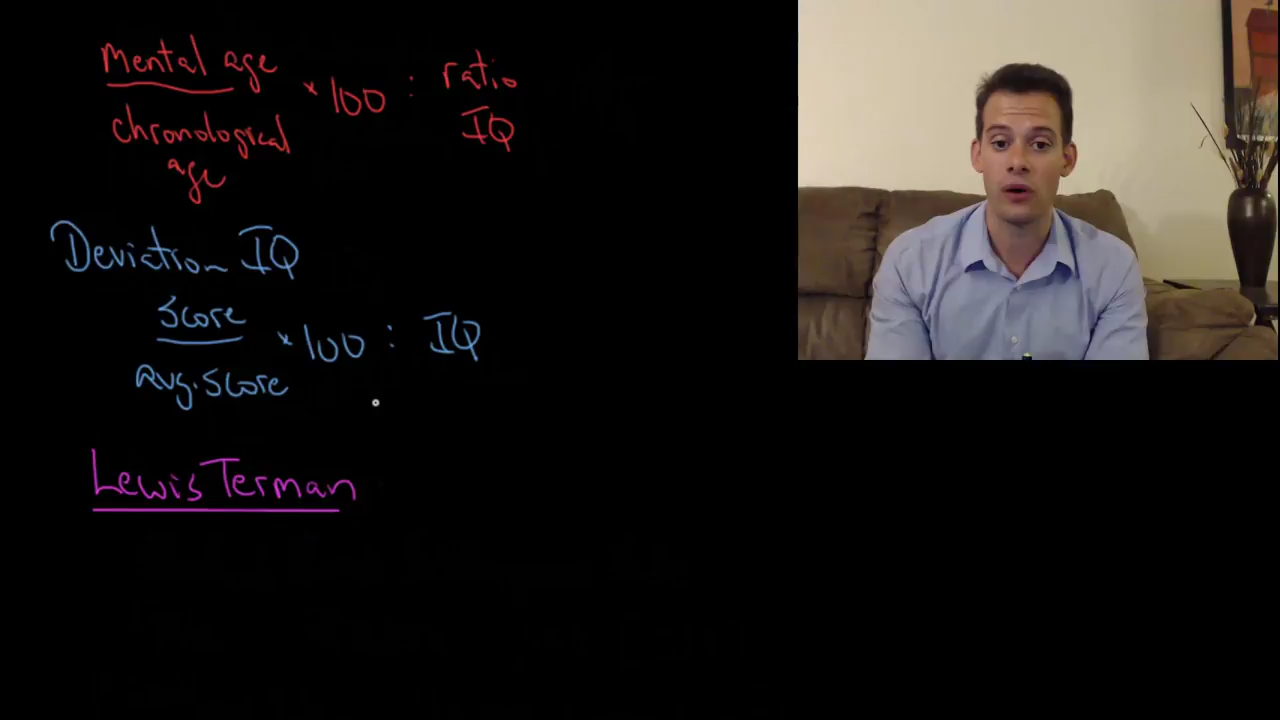 Mental age
chronological
age
* 100 : ratio
IQ
Deviation IQ
Score
avg. Score
* 100 : IQ
Lewis Terman